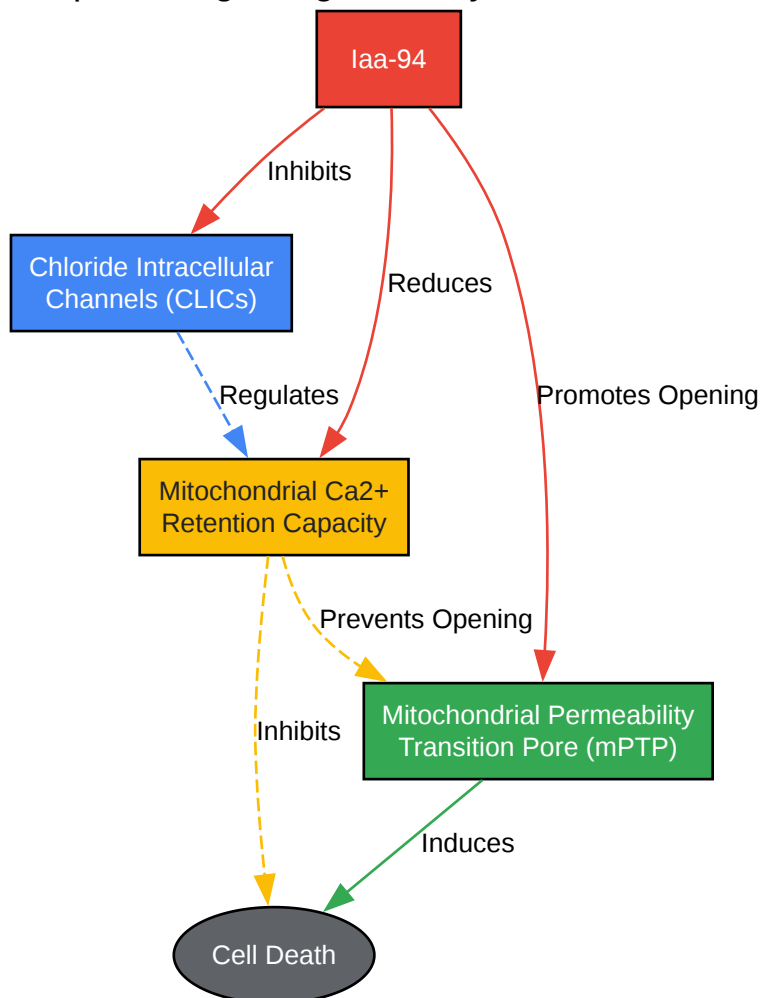 Iaa-94
Inhibits
Chloride Intracellular
Channels (CLICs)
Reduces
Regulates
Promotes Opening
Mitochondrial Ca2+
Retention Capacity
Prevents Opening
Mitochondrial Permeability
Transition Pore (mPTP)
Inhibits
Induces
Cell Death